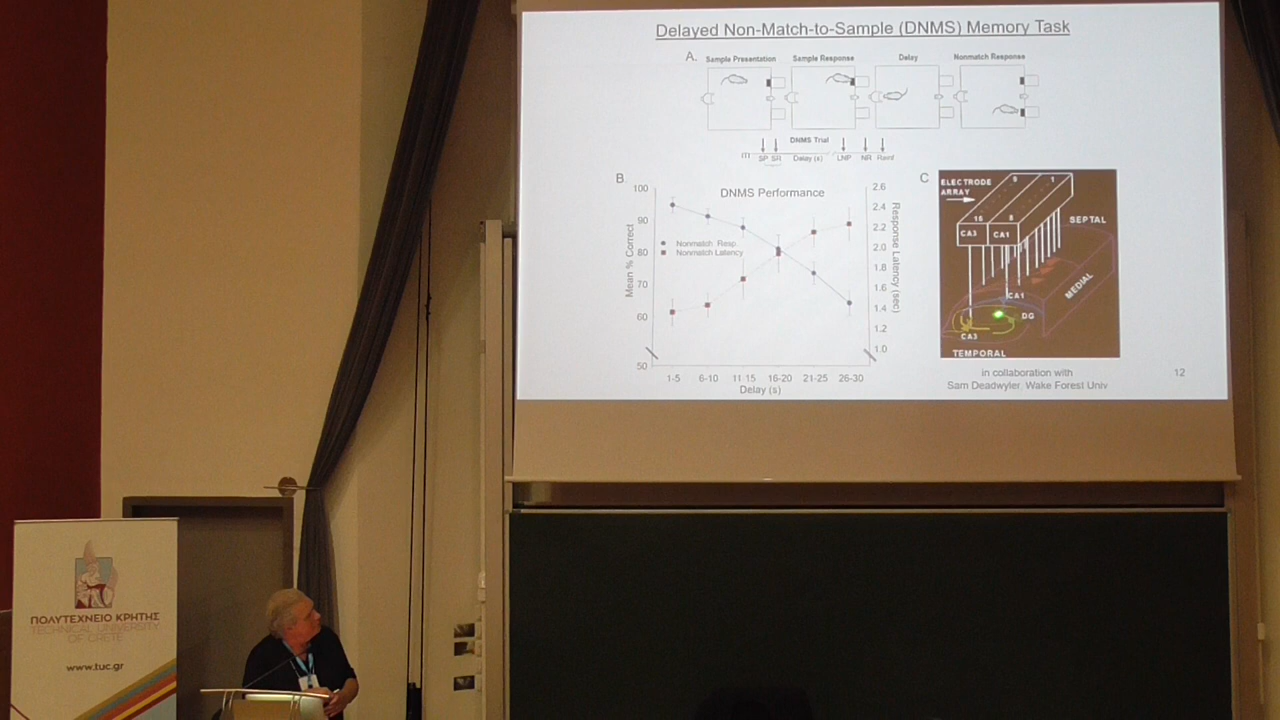 Delayed Non-Match-to-Sample (DNMS) Memory Task
A.
Sample Presentation Sample Response Delay Nonmatch Response
DNMS Trial
ITI SP SR Delay (s) LNP NR Reinf
B.
DNMS Performance
100
90
80
70
60
50
Mean % Correct
Nonmatch Resp.
Nonmatch Latency
2.6
2.4
2.2
2.0
1.8
1.6
1.4
1.2
1.0
Response Latency (sec)
1-5 6-10 11-15 16-20 21-25 26-30
Delay (s)
C
ELECTRODE
ARRAY
9 1
16 8
CA3 CA1
SEPTAL
MEDIAL
CA1
DG
CA3
TEMPORAL
in collaboration with
Sam Deadwyler, Wake Forest Univ
12
ΠΟΛΥΤΕΧΝΕΙΟ ΚΡΗΤΗΣ
TECHNICAL UNIVERSITY
OF CRETE
www.tuc.gr